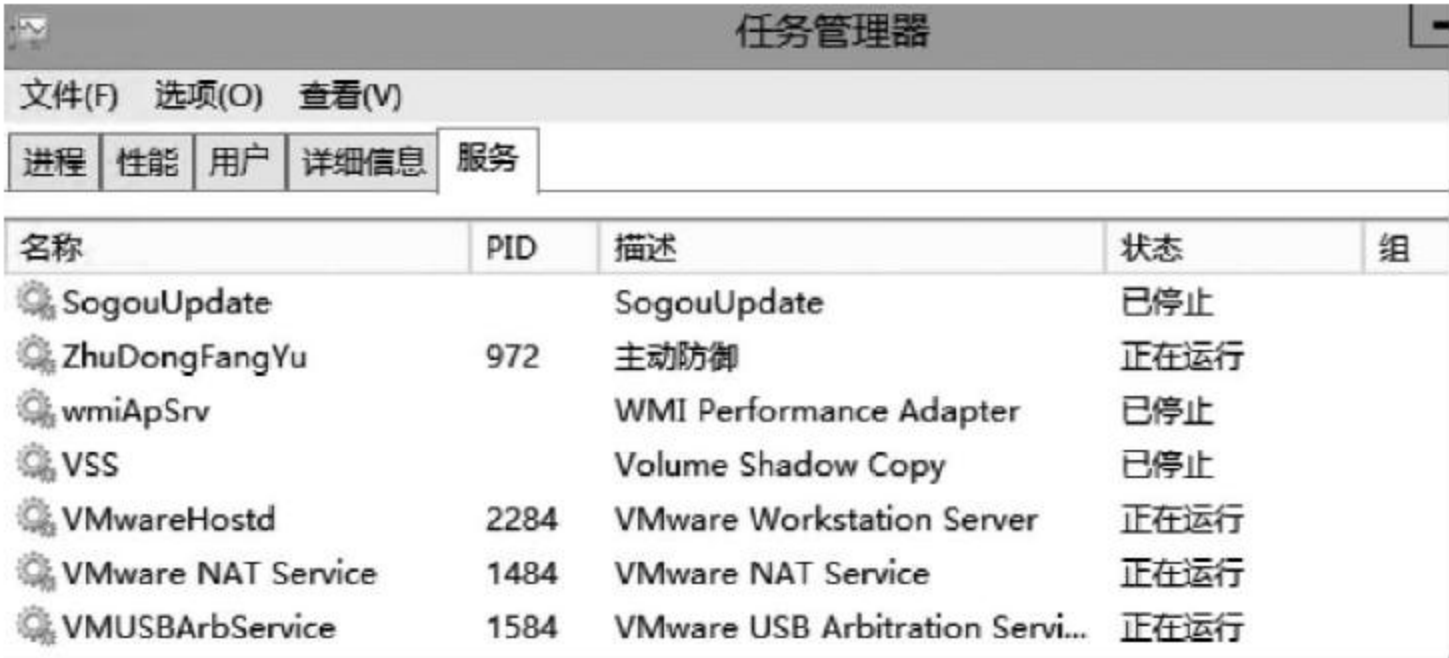 任务管理器
文件(F) 选项(O) 查看(V)
进程 性能 用户 详细信息 服务
名称 PID 描述 状态 组
SogouUpdate SogouUpdate 已停止
ZhuDongFangYu 972 主动防御 正在运行
wmiApSrv WMI Performance Adapter 已停止
VSS Volume Shadow Copy 已停止
VMwareHostd 2284 VMware Workstation Server 正在运行
VMware NAT Service 1484 VMware NAT Service 正在运行
VMUSBArbService 1584 VMware USB Arbitration Servi... 正在运行